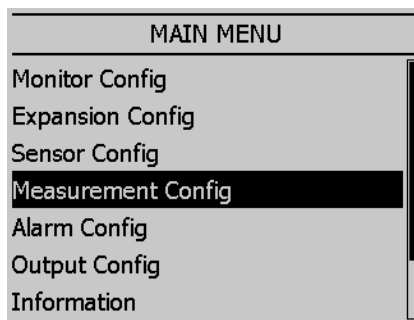 MAIN MENU
Monitor Config
Expansion Config
Sensor Config
Measurement Config
Alarm Config
Output Config
Information